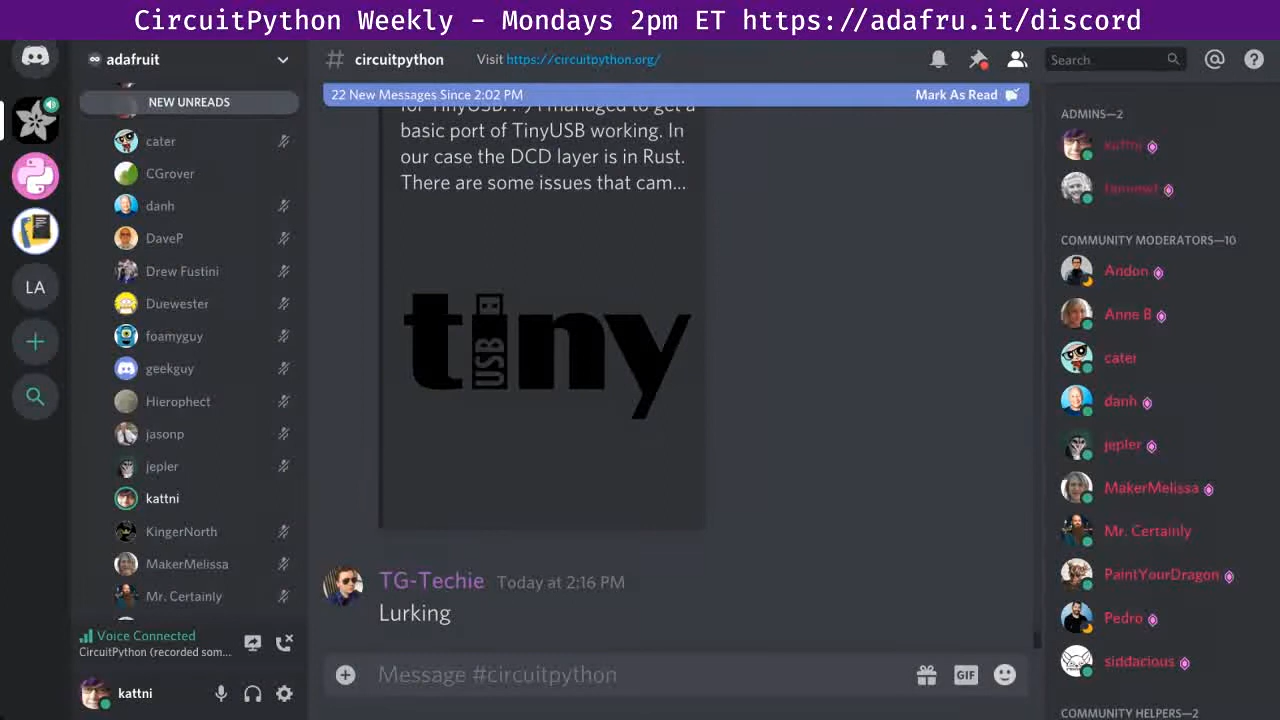 CircuitPython Weekly - Mondays 2pm ET https://adafru.it/discord
adafruit
NEW UNREADS
cater
CGrover
danh
DaveP
Drew Fustini
Duewester
foamyguy
geekguy
Hierophect
jasonp
jepler
kattni
KingerNorth
MakerMelissa
Mr. Certainly
Voice Connected
CircuitPython (recorded som...
kattni
LA
# circuitpython Visit https://circuitpython.org/
22 New Messages Since 2:02 PM Mark As Read
basic port of TinyUSB working. In
our case the DCD layer is in Rust.
There are some issues that cam...
tiny
USB
TG-Techie Today at 2:16 PM
Lurking
Message #circuitpython
GIF
Search
ADMINS—2
kattni
COMMUNITY MODERATORS—10
Andon
Anne B
cater
danh
jepler
MakerMelissa
Mr. Certainly
PaintYourDragon
Pedro
siddacious
COMMUNITY HELPERS—2